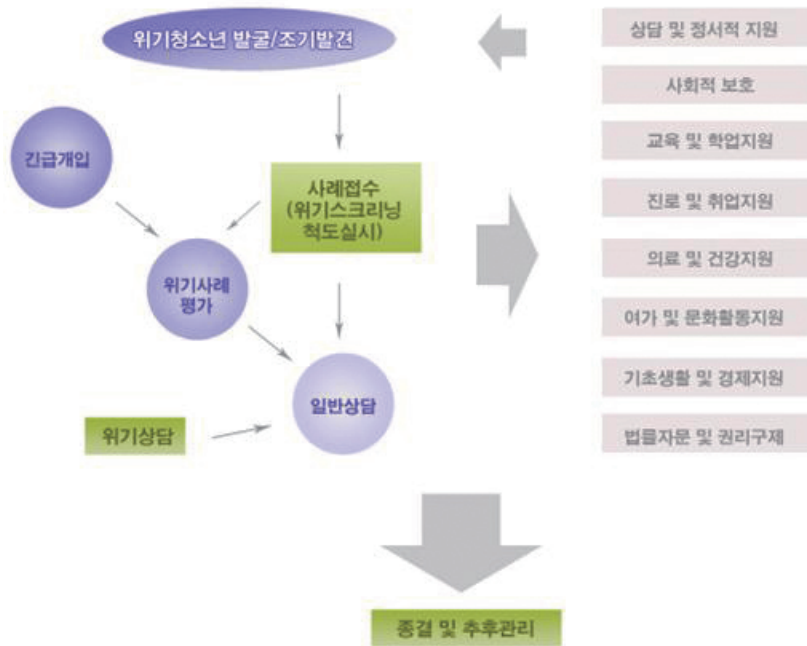 위기청소년 발굴/조기발견
긴급개입
사례접수
(위기스크리닝
척도실시)
위기사례
평가
일반상담
위기상담
상담 및 정서적 지원
사회적 보호
교육 및 학업지원
진로 및 취업지원
의료 및 건강지원
여가 및 문화활동지원
기초생활 및 경제지원
법률자문 및 권리구제
종결 및 추후관리